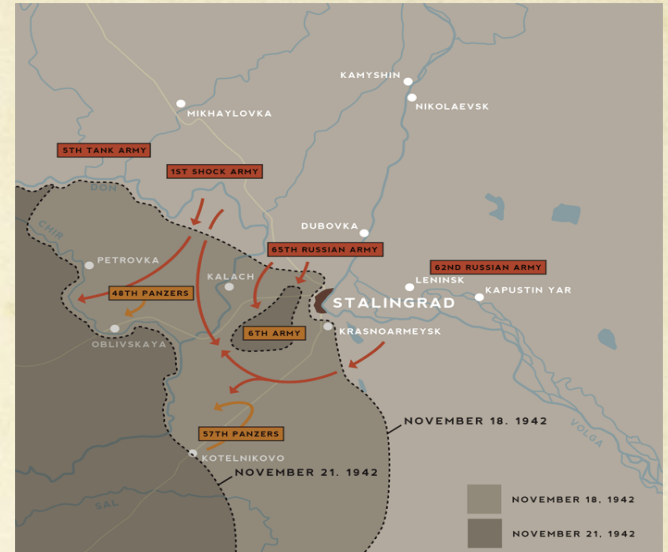 KAMYSHIN
NIKOLAEVSK
MIKHAYLOVKA
5TH TANK ARMY
1ST SHOCK ARMY
DON
CHIR
DUBOVKA
65TH RUSSIAN ARMY
PETROVKA
62ND RUSSIAN ARMY
KALACH
LENINSK
KAPUSTIN YAR
48TH PANZERS
STALINGRAD
6TH ARMY
KRASNOARMEYSK
OBLIVSKAYA
NOVEMBER 18, 1942
VOLGA
57TH PANZERS
KOTELNIKOVO
NOVEMBER 21, 1942
SAL
NOVEMBER 18, 1942
NOVEMBER 21, 1942